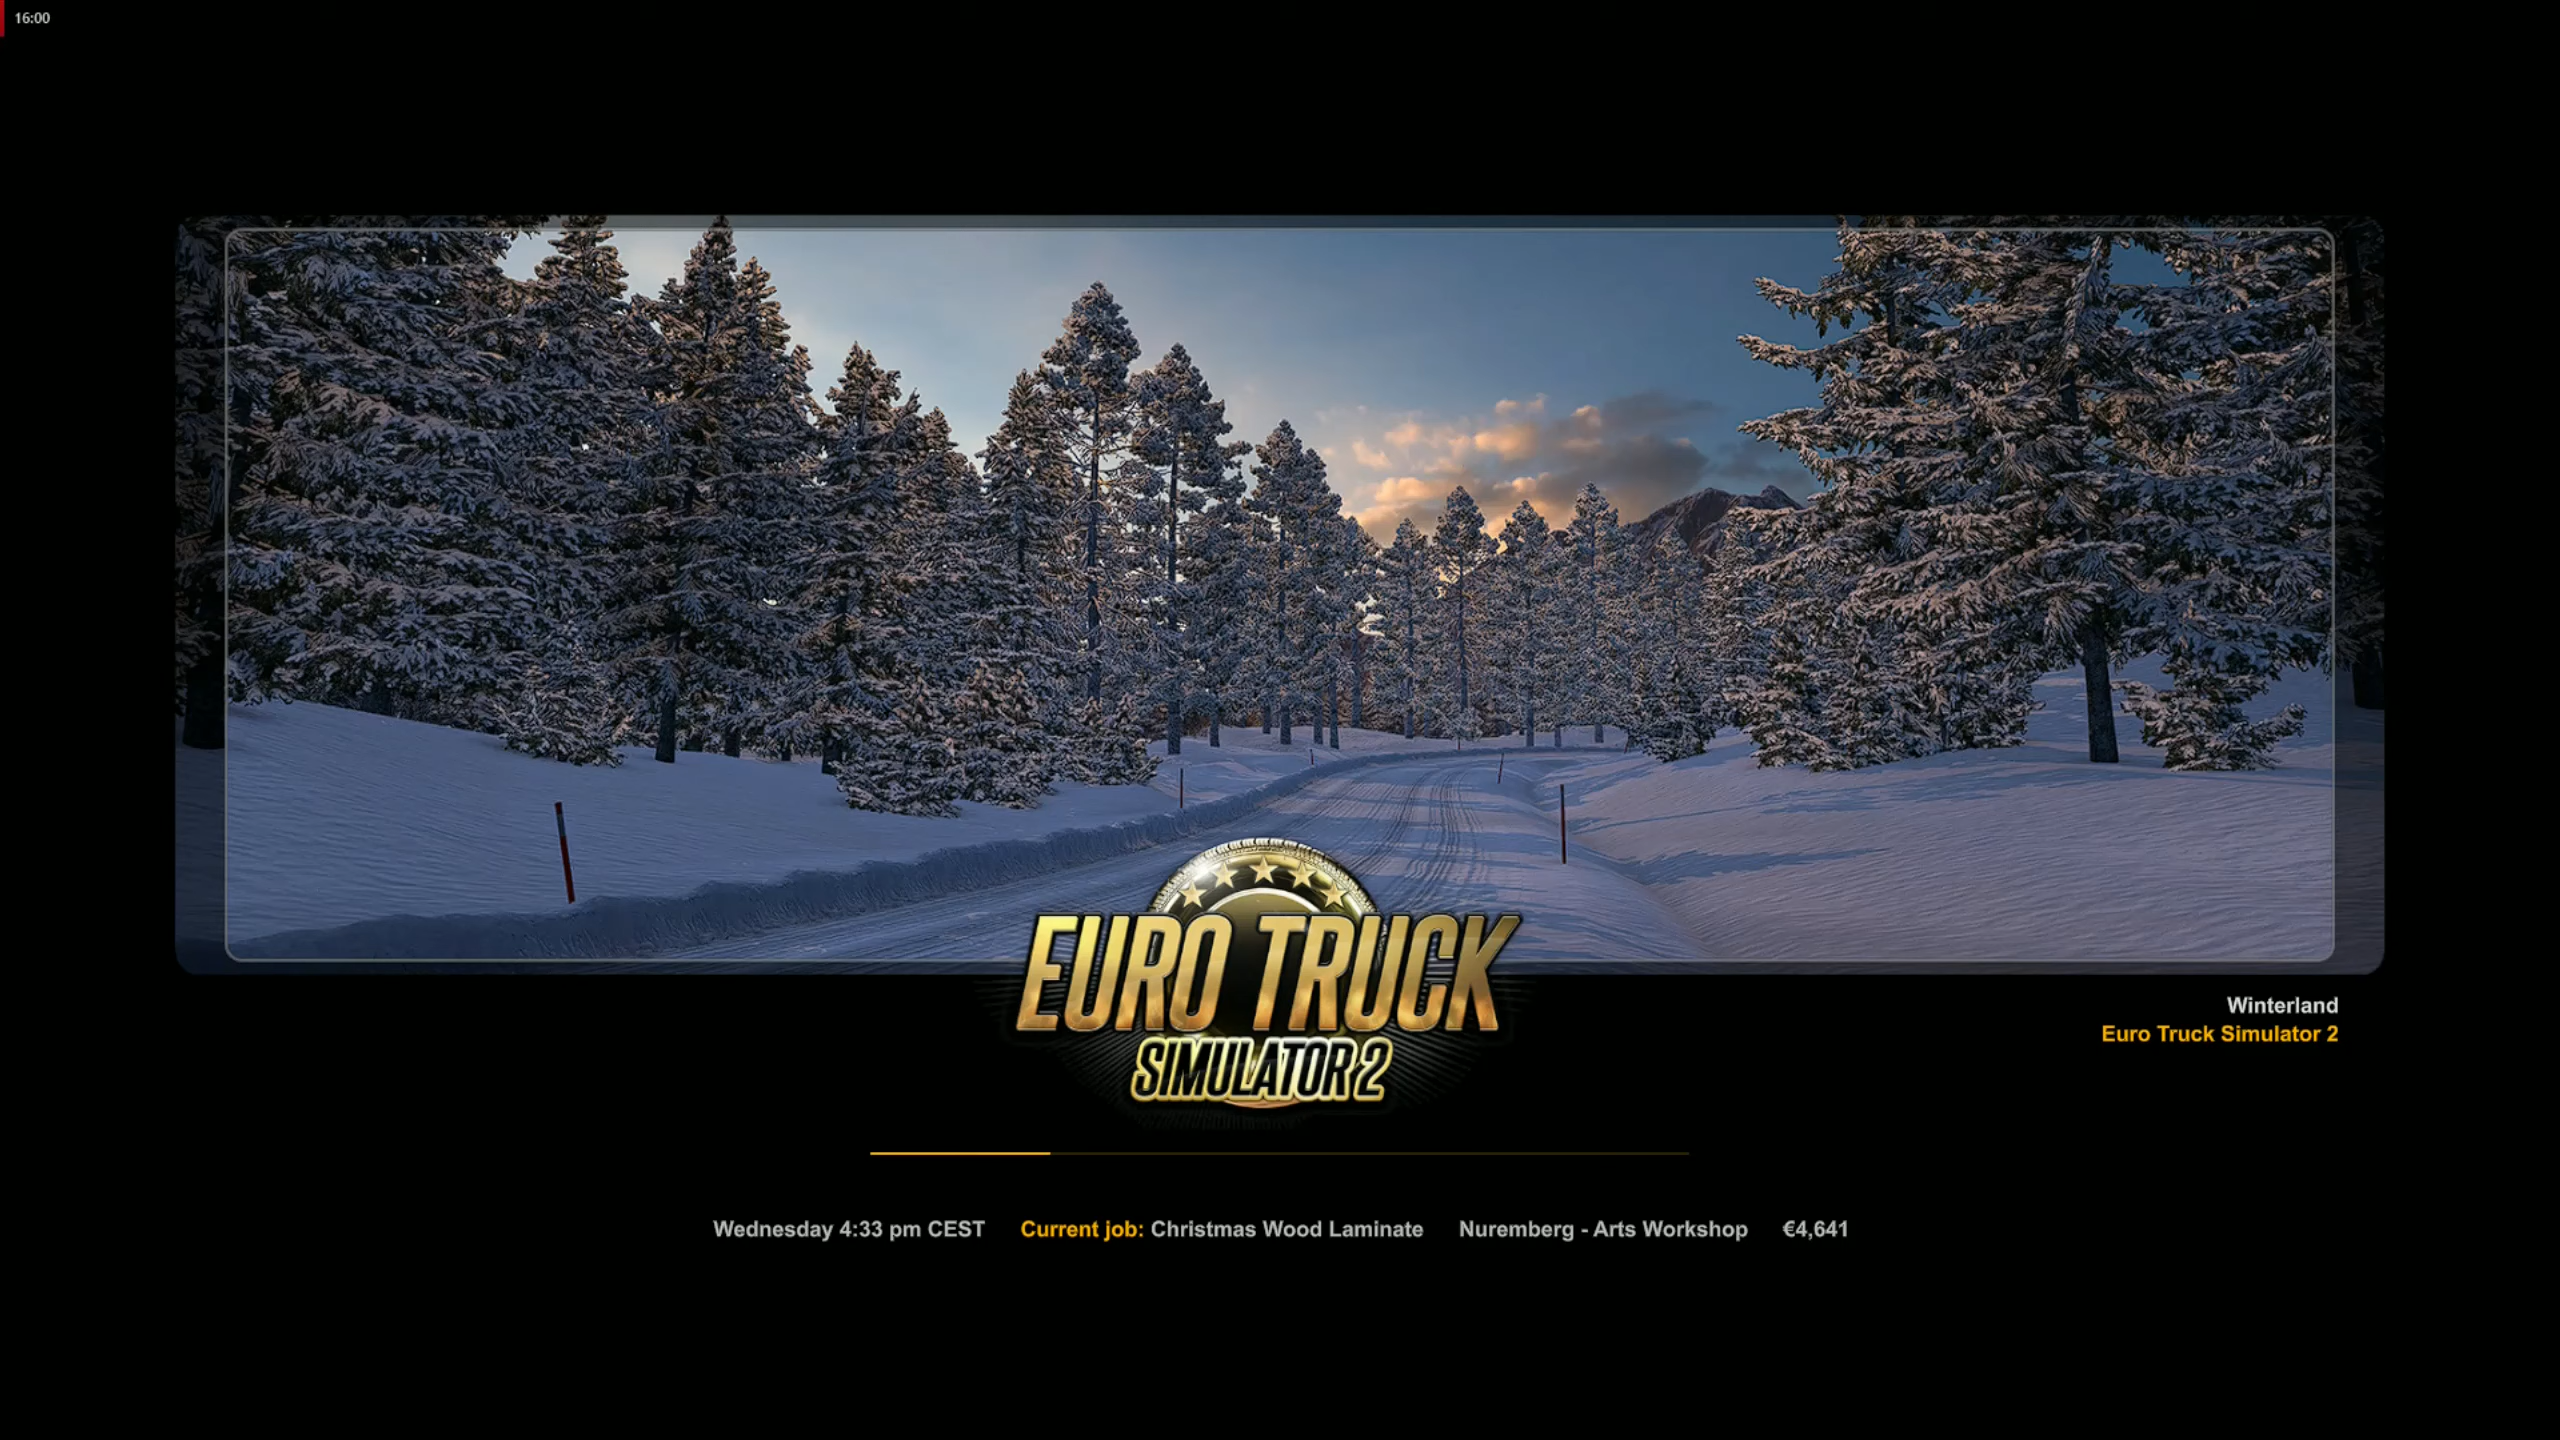 16:00
EURO TRUCK
SIMULATOR 2
Winterland
Euro Truck Simulator 2
Wednesday 4:33 pm CEST Current job: Christmas Wood Laminate Nuremberg - Arts Workshop €4,641